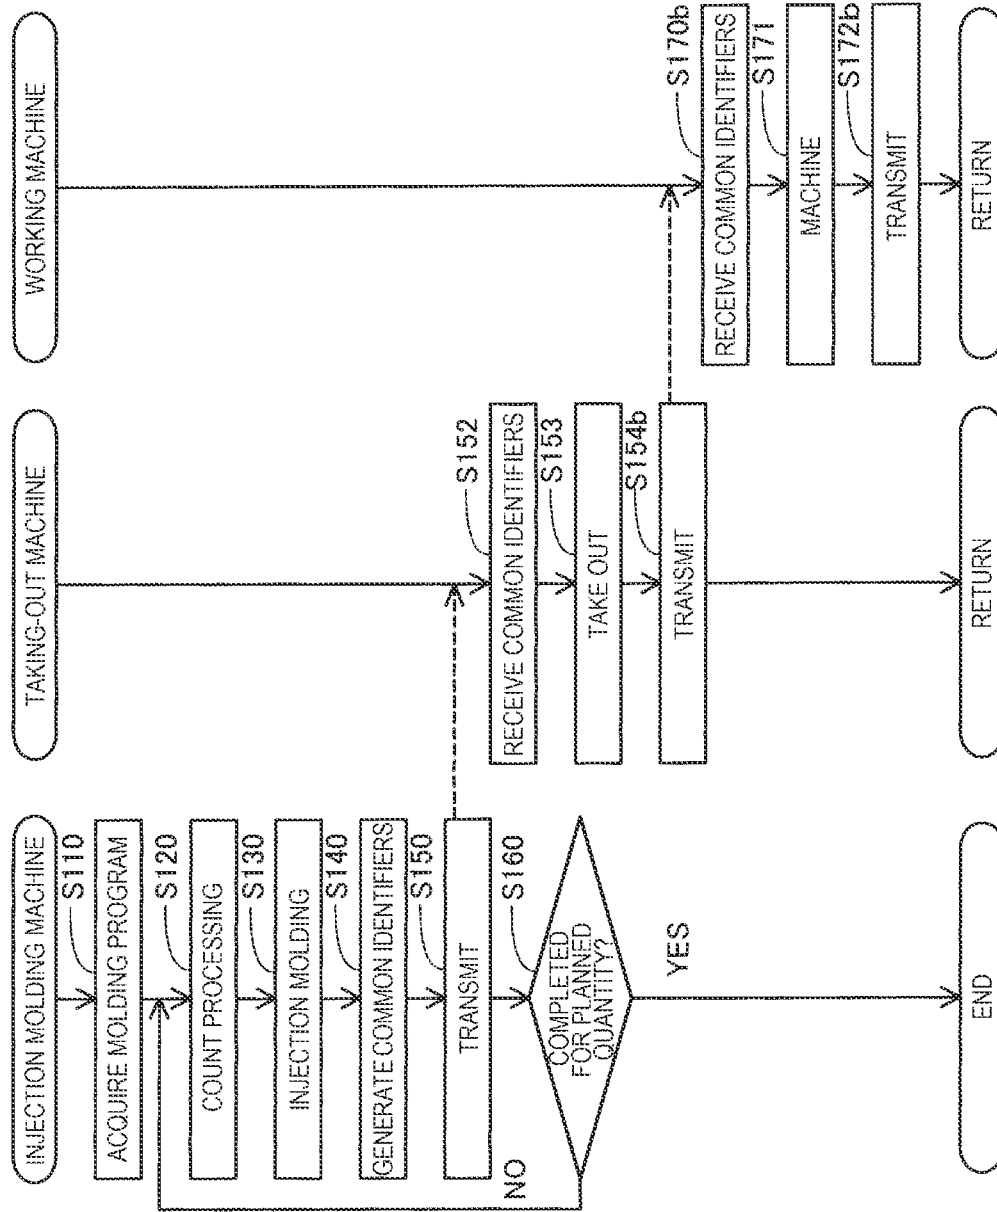 INJECTION MOLDING MACHINE
S110
ACQUIRE MOLDING PROGRAM
S120
COUNT PROCESSING
S130
INJECTION MOLDING
S140
GENERATE COMMON IDENTIFIERS
S150
TRANSMIT
S160
COMPLETED
FOR PLANNED
QUANTITY?
NO
YES
END
TAKING-OUT MACHINE
S152
RECEIVE COMMON IDENTIFIERS
S153
TAKE OUT
S154b
TRANSMIT
RETURN
WORKING MACHINE
S170b
RECEIVE COMMON IDENTIFIERS
S171
MACHINE
S172b
TRANSMIT
RETURN